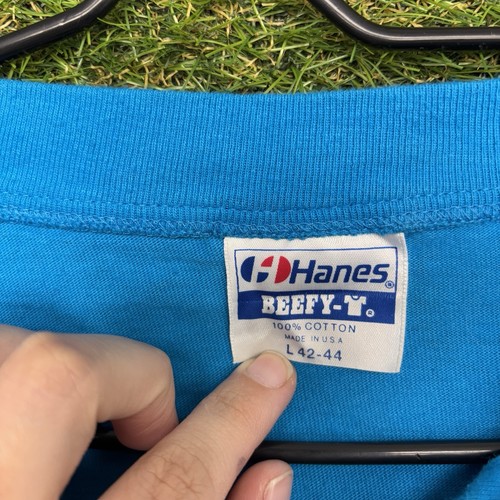 Hanes®
BEEFY-T®
100% COTTON
MADE IN U.S.A
L 42-44